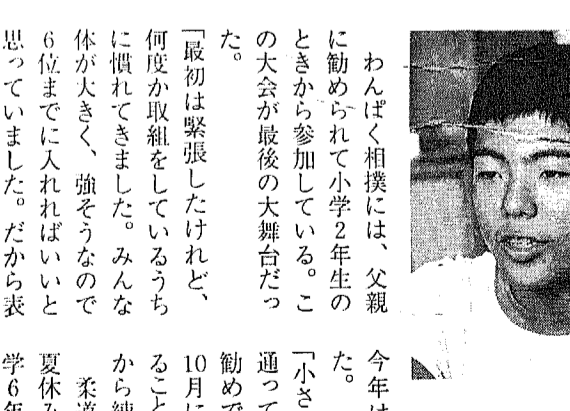 わんぱく相撲には、父親
に勧められて小学2年生の
ときから参加している。こ
の大会が最後の大舞台だっ
た。
「最初は緊張したけれど、
何度か取組をしているうち
に慣れてきました。みんな
体が大きく、強そうなので
6位までに入れればいいと
思っていました。だから表
今年は
た。
「小さ
通って
勧めで
10月に
ること
から練
柔道
夏休み
学6年